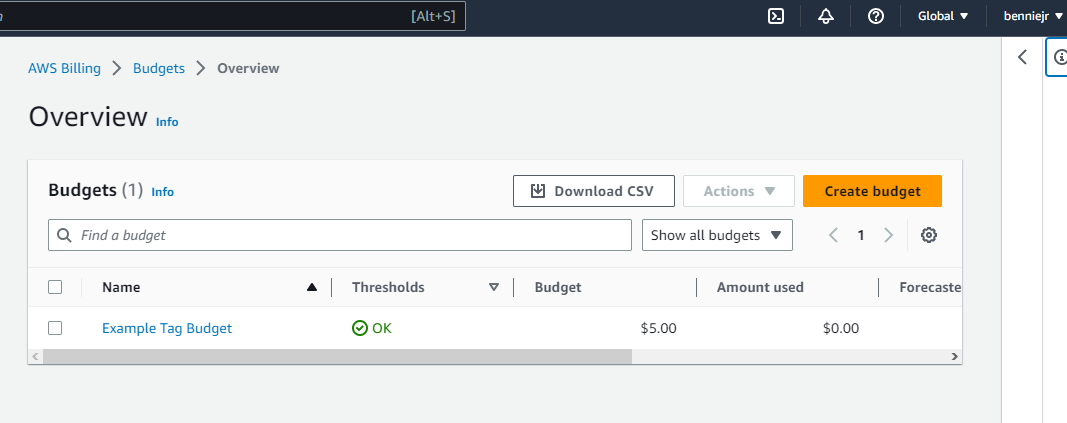 [Alt+S] Global benniejr
AWS Billing Budgets Overview
Overview Info
Budgets (1) Info Download CSV Actions Create budget
Find a budget Show all budgets 1
Name Thresholds Budget Amount used Forecaste
Example Tag Budget OK $5.00 $0.00